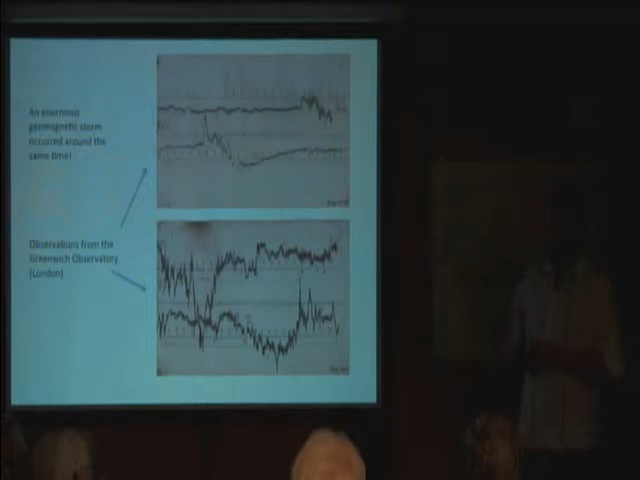 An enormous
geomagnetic storm
occurred around the
same time!
Observations from the
Greenwich Observatory
(London)